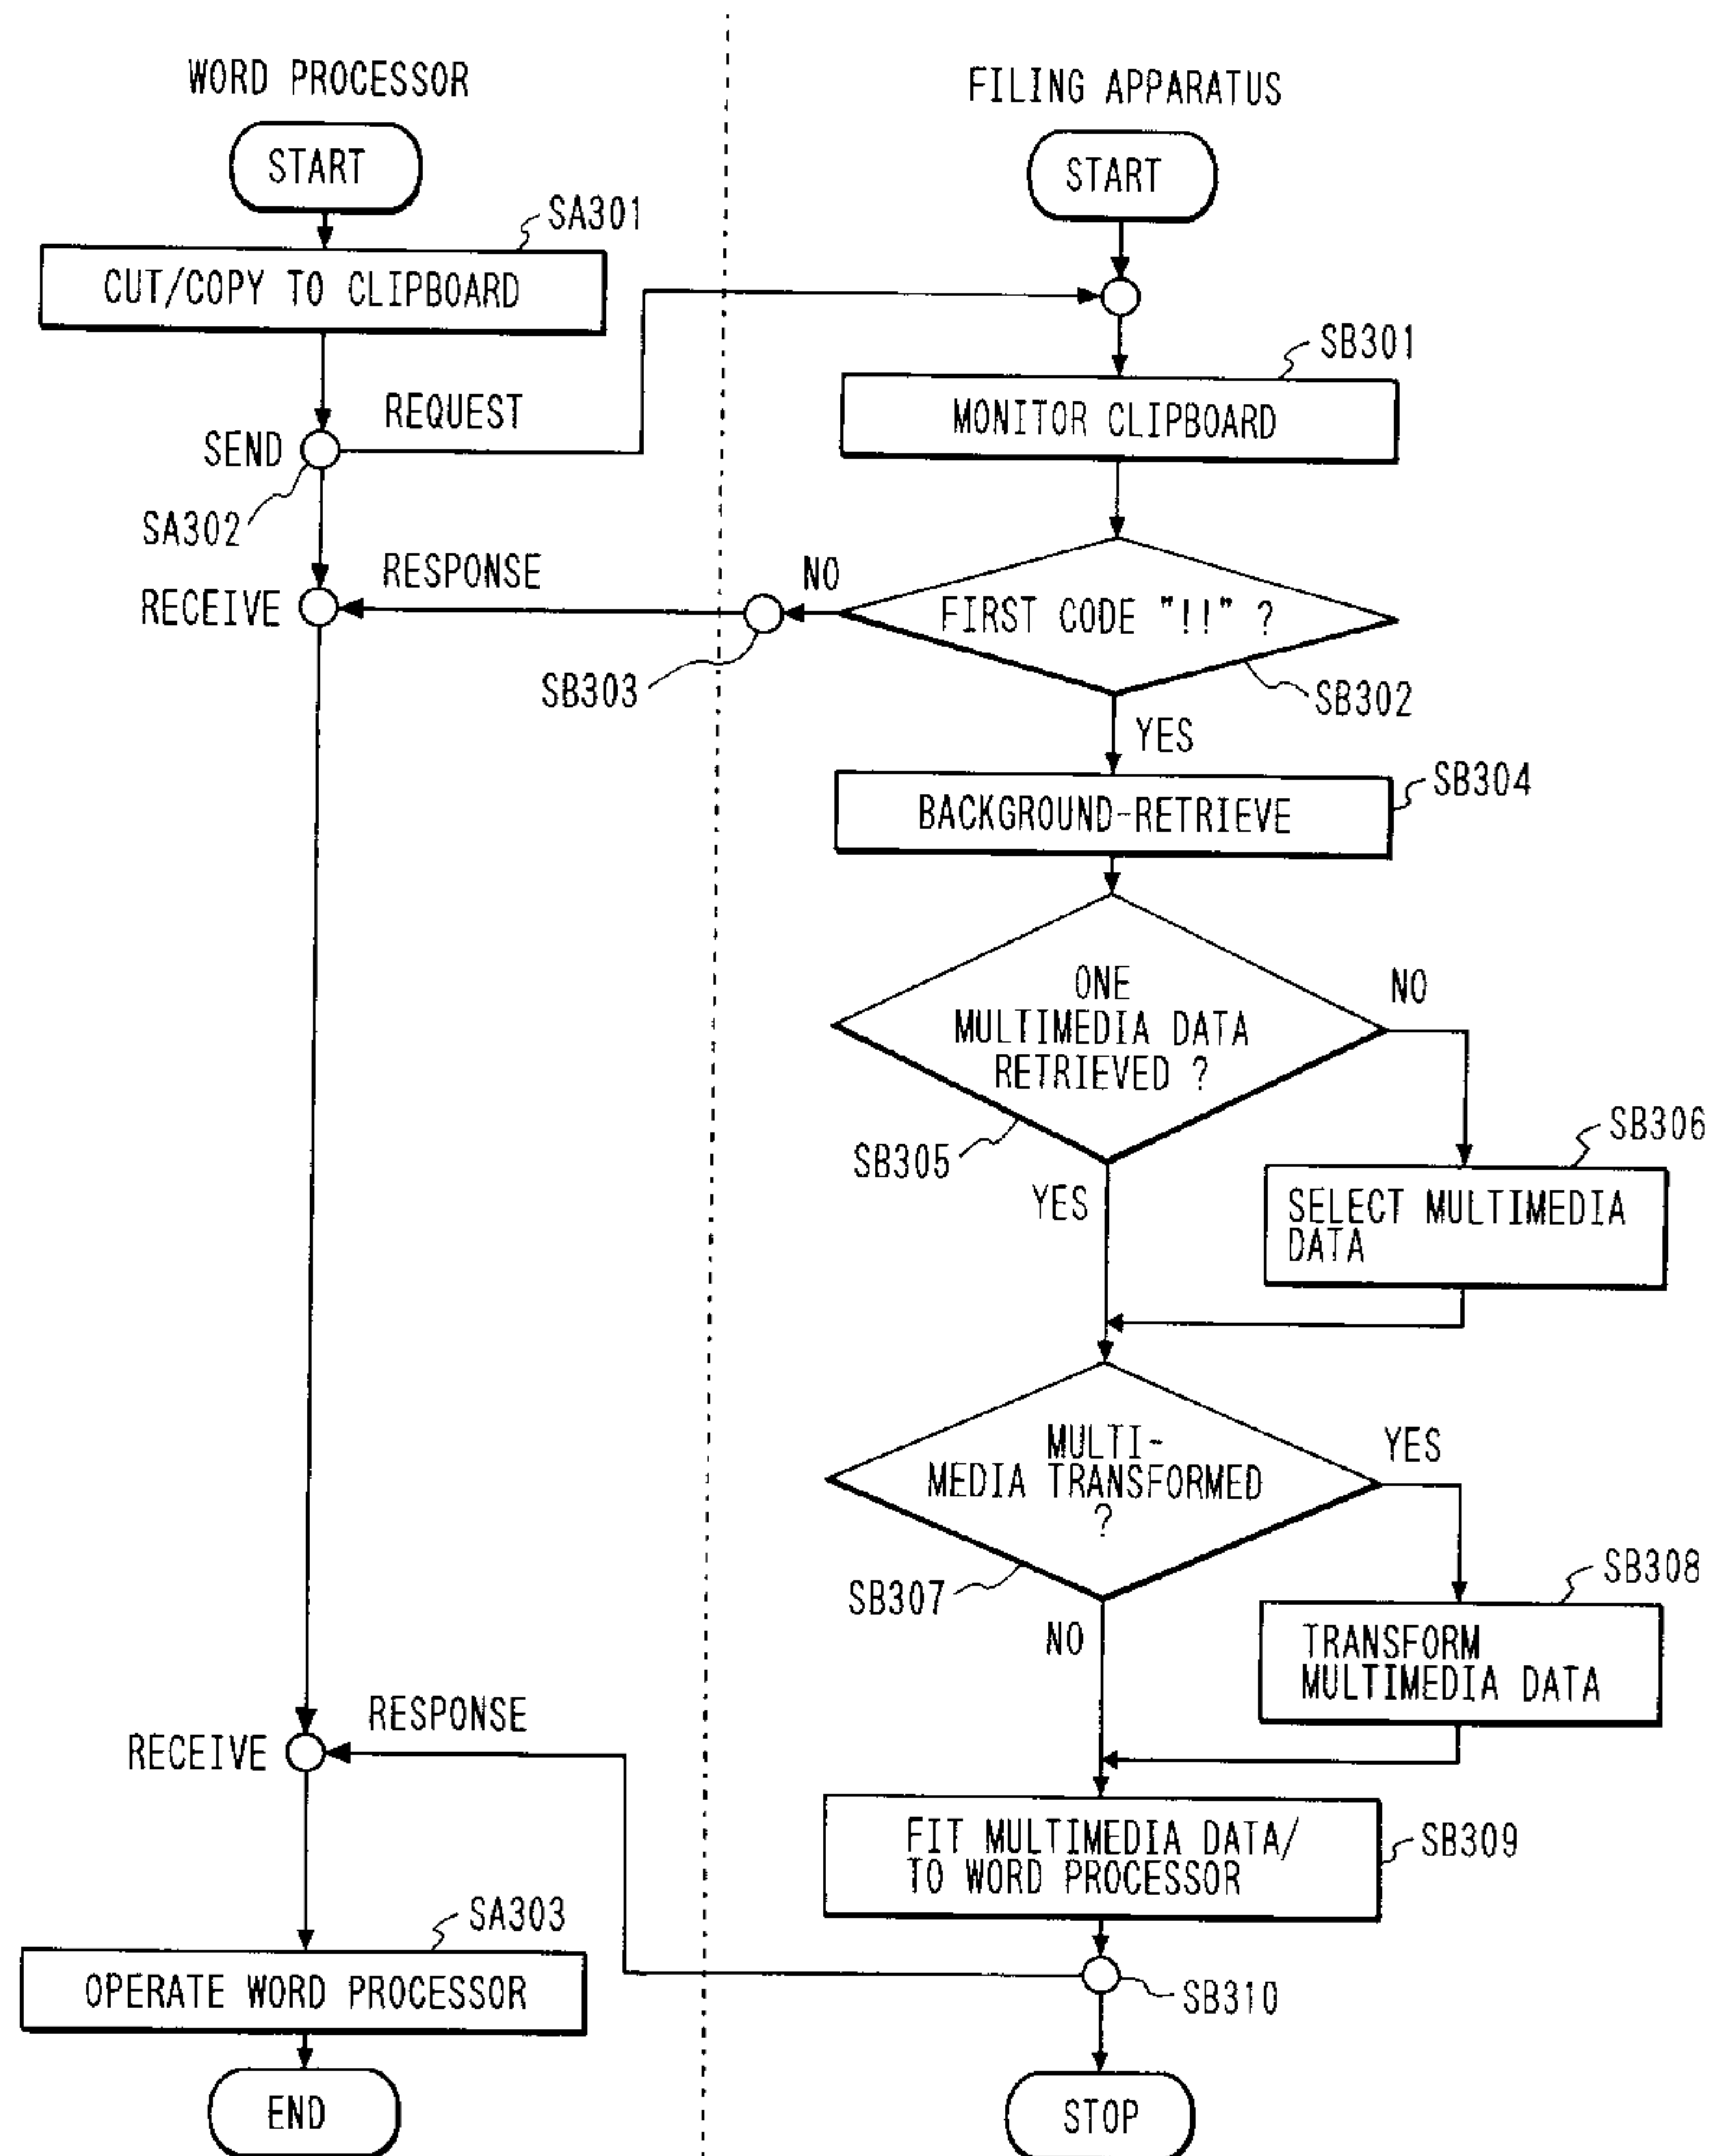 WORD PROCESSOR
START
SA301
CUT/COPY TO CLIPBOARD
REQUEST
SEND
SA302
RESPONSE
RECEIVE
RESPONSE
RECEIVE
SA303
OPERATE WORD PROCESSOR
END
FILING APPARATUS
START
SB301
MONITOR CLIPBOARD
NO
FIRST CODE "!!" ?
SB303
SB302
YES
SB304
BACKGROUND-RETRIEVE
ONE
MULTIMEDIA DATA
RETRIEVED ?
NO
SB305
SB306
YES
SELECT MULTIMEDIA
DATA
MULTI-
MEDIA TRANSFORMED
?
YES
SB307
SB308
NO
TRANSFORM
MULTIMEDIA DATA
FIT MULTIMEDIA DATA/
TO WORD PROCESSOR
SB309
SB310
STOP